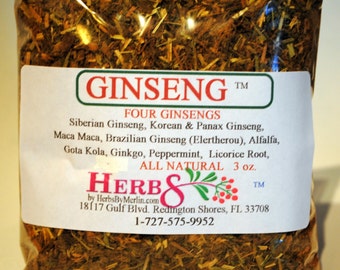 GINSENG ™
FOUR GINSENGS
Siberian Ginseng, Korean & Panax Ginseng,
Maca Maca, Brazilian Ginseng (Elertherou), Alfalfa,
Gota Kola, Ginkgo, Peppermint, Licorice Root,
ALL NATURAL 3 oz.
HERBS ™
by HerbsByMerlin.com
18117 Gulf Blvd. Redington Shores, FL 33708
1-727-575-9952